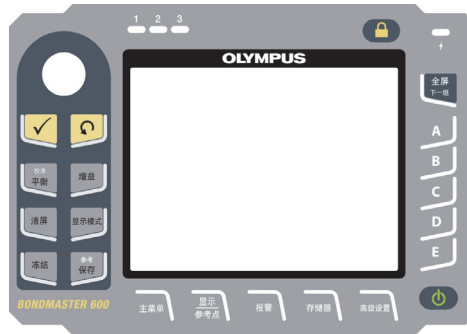 1 2 3
OLYMPUS
全屏
下一组
A
B
C
D
E
校准
平衡
增益
清屏
显示模式
冻结
参考
保存
BONDMASTER 600
主菜单
显示
参考点
报警
存储器
高级设置